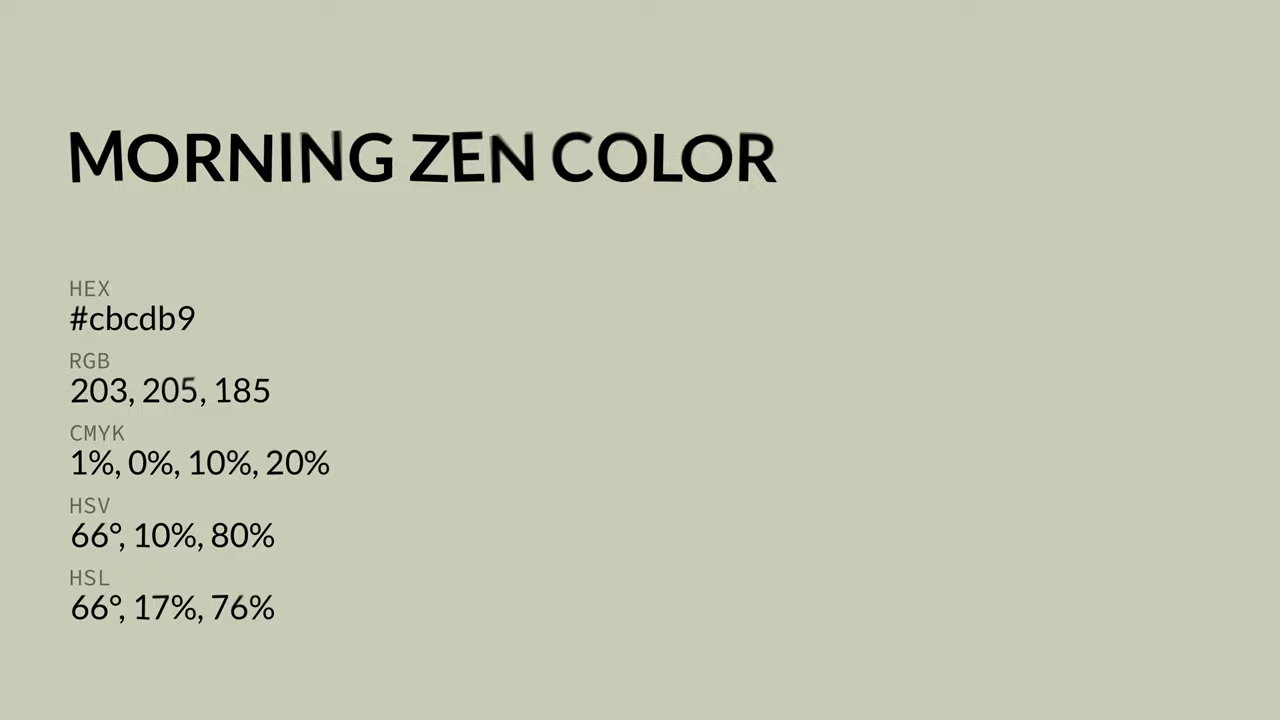 MORNING ZEN COLOR
HEX
#cbcdb9
RGB
203, 205, 185
CMYK
1%, 0%, 10%, 20%
HSV
66°, 10%, 80%
HSL
66°, 17%, 76%